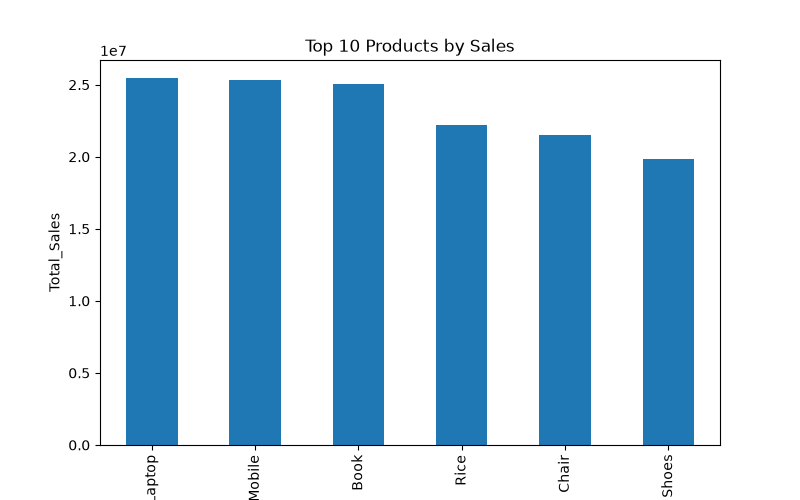 Top 10 Products by Sales
1e7
2.5
2.0
1.5
1.0
0.5
0.0
Total_Sales
Laptop
Mobile
Book
Rice
Chair
Shoes